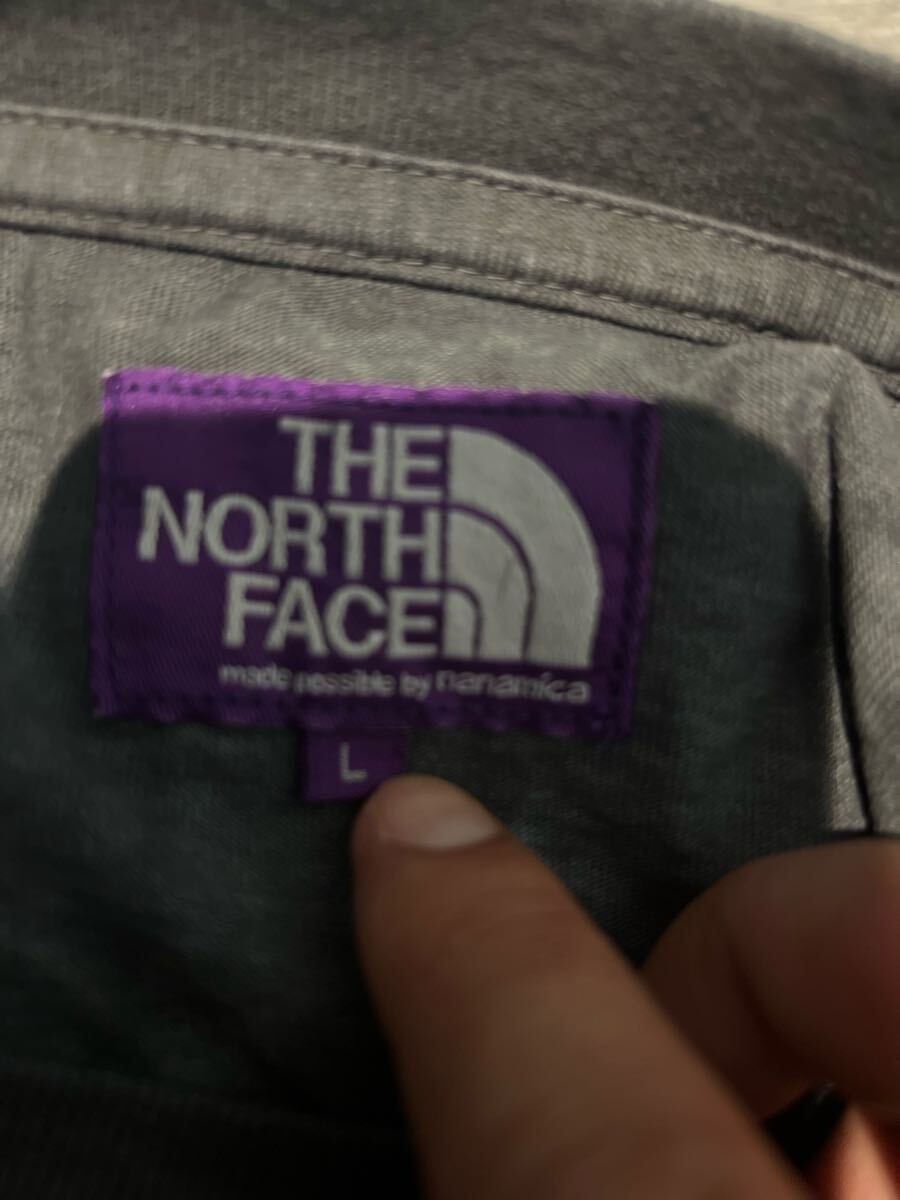 THE
NORTH
FACE
made possible by nanamica
L